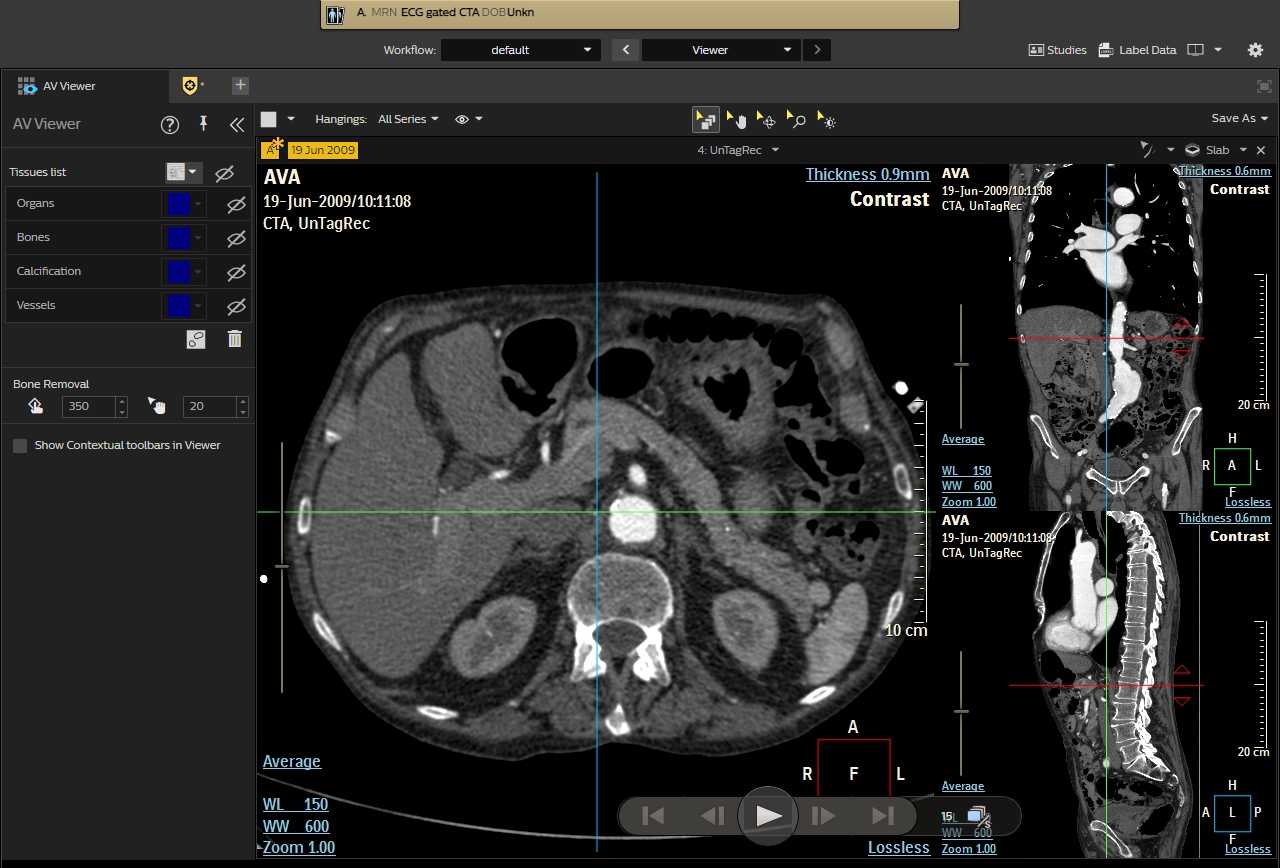 A. MRN ECG gated CTA DOB Unkn
Workflow: default Viewer Studies Label Data
AV Viewer
AV Viewer Hangings: All Series Save As
A 19 Jun 2009 4: UnTagRec Slab
Tissues list
Organs
Bones
Calcification
Vessels
Bone Removal
350 20
Show Contextual toolbars in Viewer
AVA
19-Jun-2009/10:11:08
CTA, UnTagRec
Thickness 0.9mm
Contrast
10 cm
Average
WL 150
WW 600
Zoom 1.00
A
R F L
Lossless
15
AVA
19-Jun-2009/10:11:08
CTA, UnTagRec
Thickness 0.6mm
Contrast
20 cm
Average
WL 150
WW 600
Zoom 1.00
H
R A L
F
Lossless
AVA
19-Jun-2009/10:11:08
CTA, UnTagRec
Thickness 0.6mm
Contrast
20 cm
Average
WW 600
Zoom 1.00
H
A L P
F
Lossless